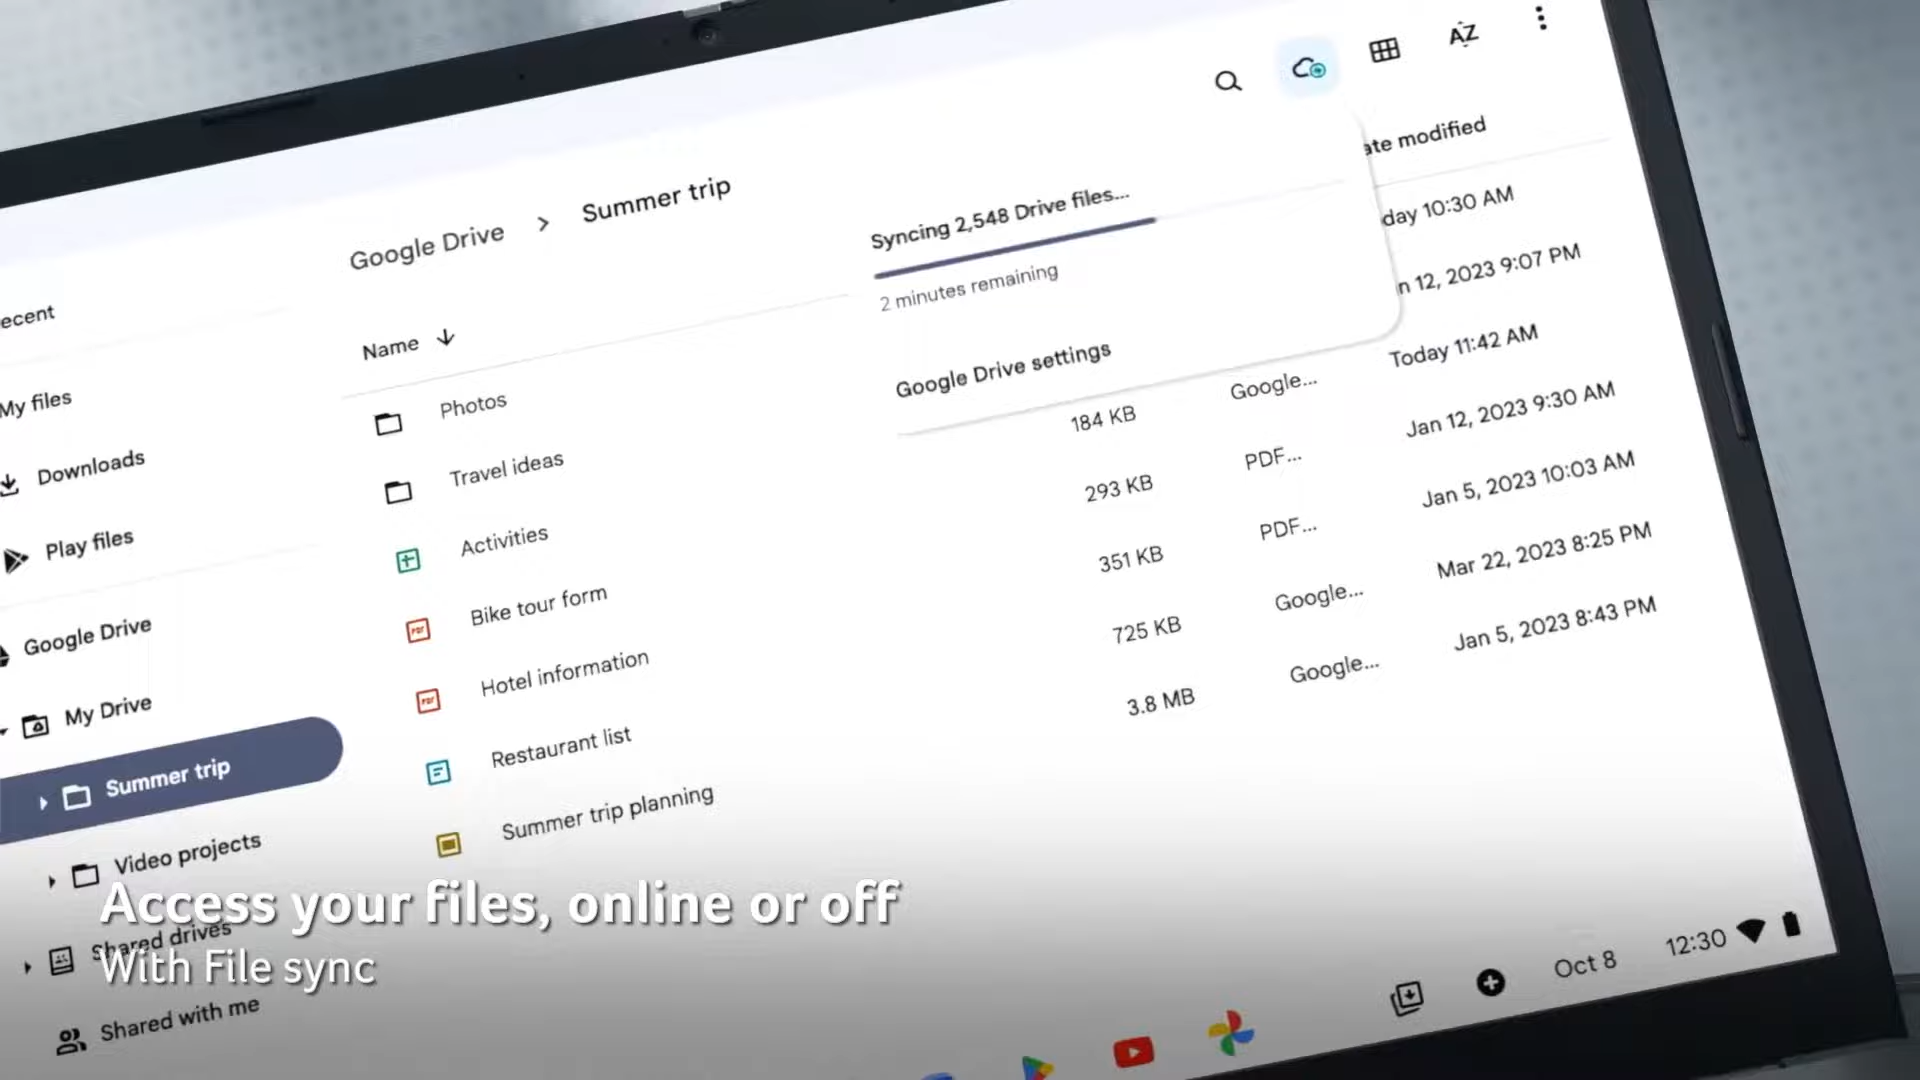 Google Drive > Summer trip
Name
ate modified
ecent
My files
Downloads
Play files
Google Drive
My Drive
Summer trip
Video projects
Shared drives
Shared with me
Photos
Travel ideas
Activities
Bike tour form
Hotel information
Restaurant list
Summer trip planning
Syncing 2,548 Drive files...
2 minutes remaining
Google Drive settings
day 10:30 AM
n 12, 2023 9:07 PM
184 KB Google... Today 11:42 AM
293 KB PDF... Jan 12, 2023 9:30 AM
351 KB PDF... Jan 5, 2023 10:03 AM
725 KB Google... Mar 22, 2023 8:25 PM
3.8 MB Google... Jan 5, 2023 8:43 PM
AZ
PDF
PDF
Access your files, online or off
With File sync
Oct 8 12:30